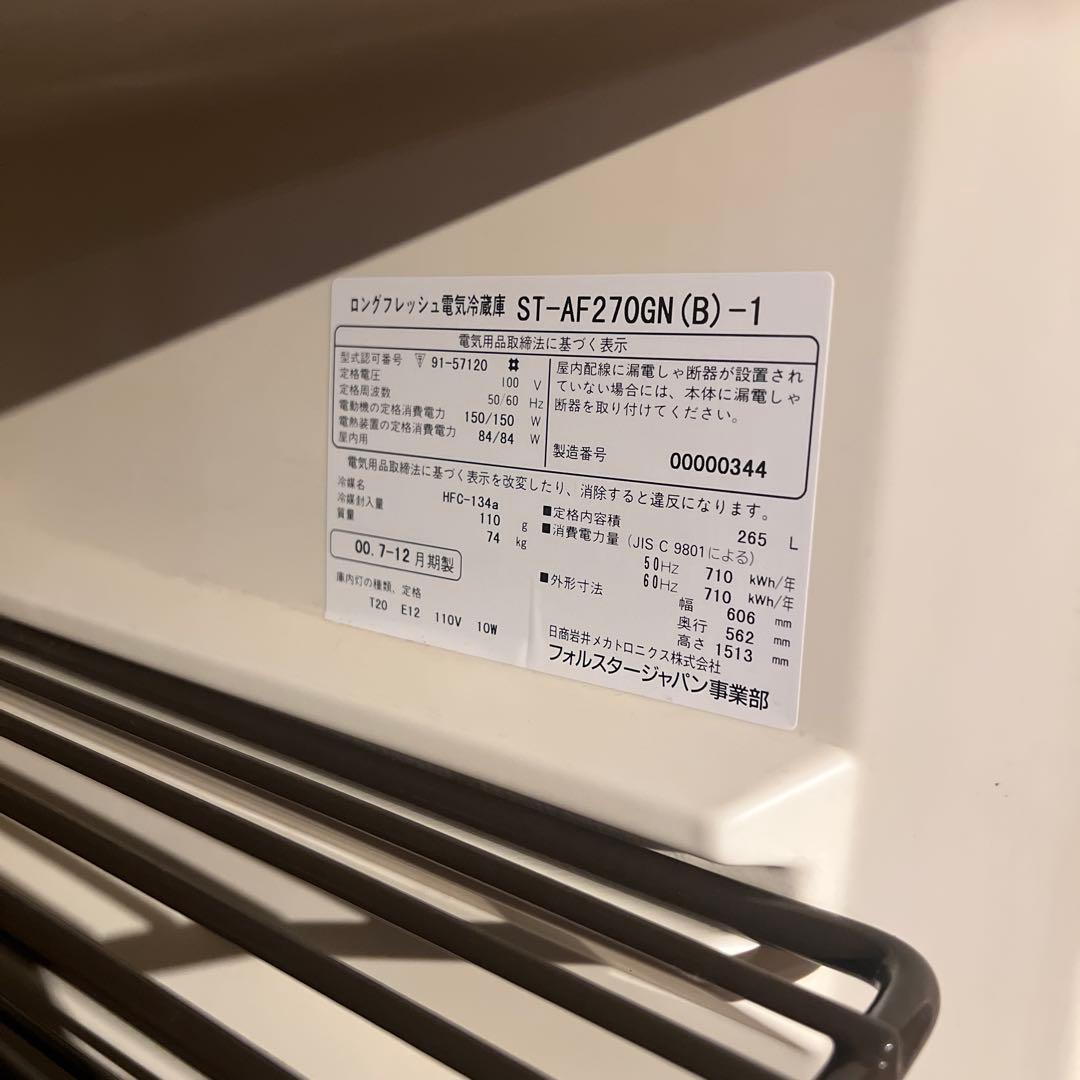 ロングフレッシュ電気冷蔵庫 ST-AF270GN(B)-1
電気用品取締法に基づく表示
型式認可番号 91-57120
定格電圧 100 V
定格周波数 50/60 Hz
電動機の定格消費電力 150/150 W
電熱装置の定格消費電力 84/84 W
屋内用
屋内配線に漏電しゃ断器が設置され
ていない場合には、本体に漏電しゃ
断器を取り付けてください。
製造番号 00000344
電気用品取締法に基づく表示を改変したり、消除すると違反になります。
冷媒名 HFC-134a
冷媒封入量 110 g
質量 74 kg
00.7-12月期製
庫内灯の種類、定格
T20 E12 110V 10W
■定格内容積 265 L
■消費電力量(JIS C 9801による)
50Hz 710 kWh/年
60Hz 710 kWh/年
■外形寸法 幅 606 mm
奥行 562 mm
高さ 1513 mm
日商岩井メカトロニクス株式会社
フォルスタージャパン事業部